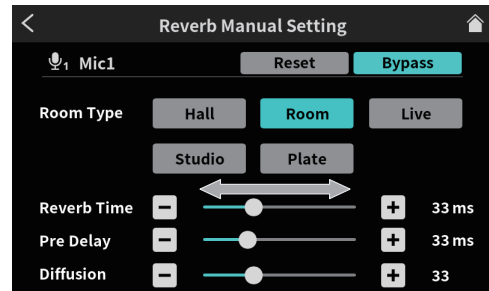 Reverb Manual Setting
1 Mic1 Reset Bypass
Room Type Hall Room Live
Studio Plate
Reverb Time − + 33 ms
Pre Delay − + 33 ms
Diffusion − + 33